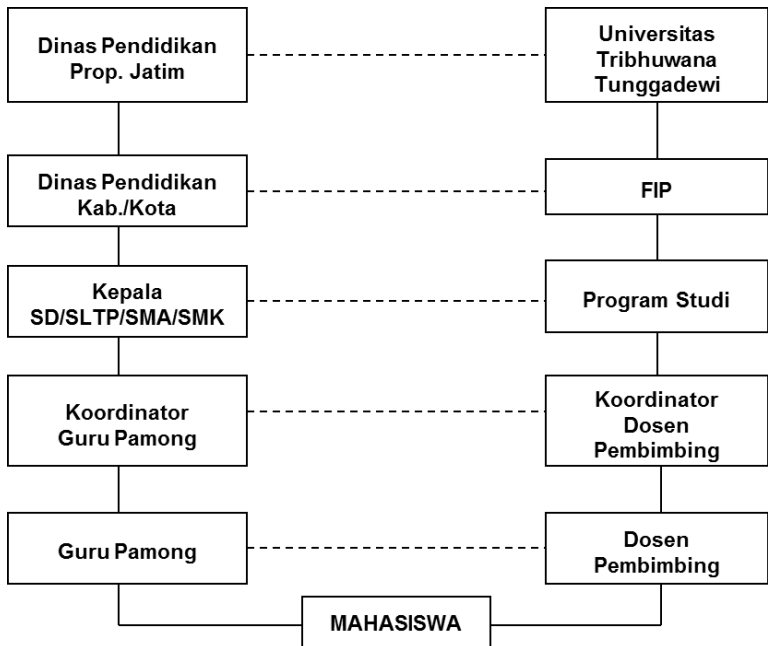 Dinas Pendidikan
Prop. Jatim
Universitas
Tribhuwana
Tunggadewi
Dinas Pendidikan
Kab./Kota
FIP
Kepala
SD/SLTP/SMA/SMK
Program Studi
Koordinator
Guru Pamong
Koordinator
Dosen
Pembimbing
Guru Pamong
Dosen
Pembimbing
MAHASISWA